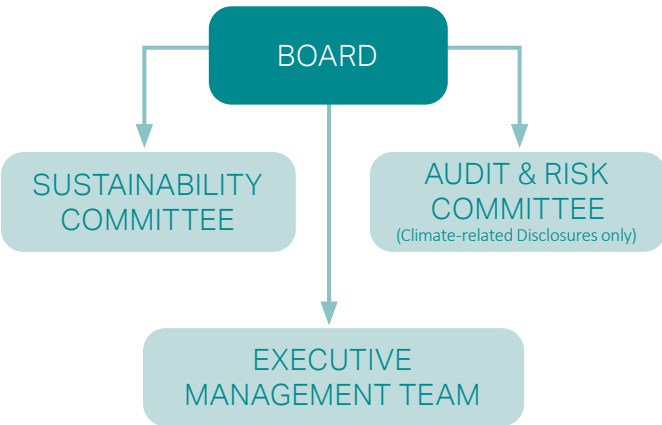 BOARD
SUSTAINABILITY
COMMITTEE
AUDIT & RISK
COMMITTEE
(Climate-related Disclosures only)
EXECUTIVE
MANAGEMENT TEAM